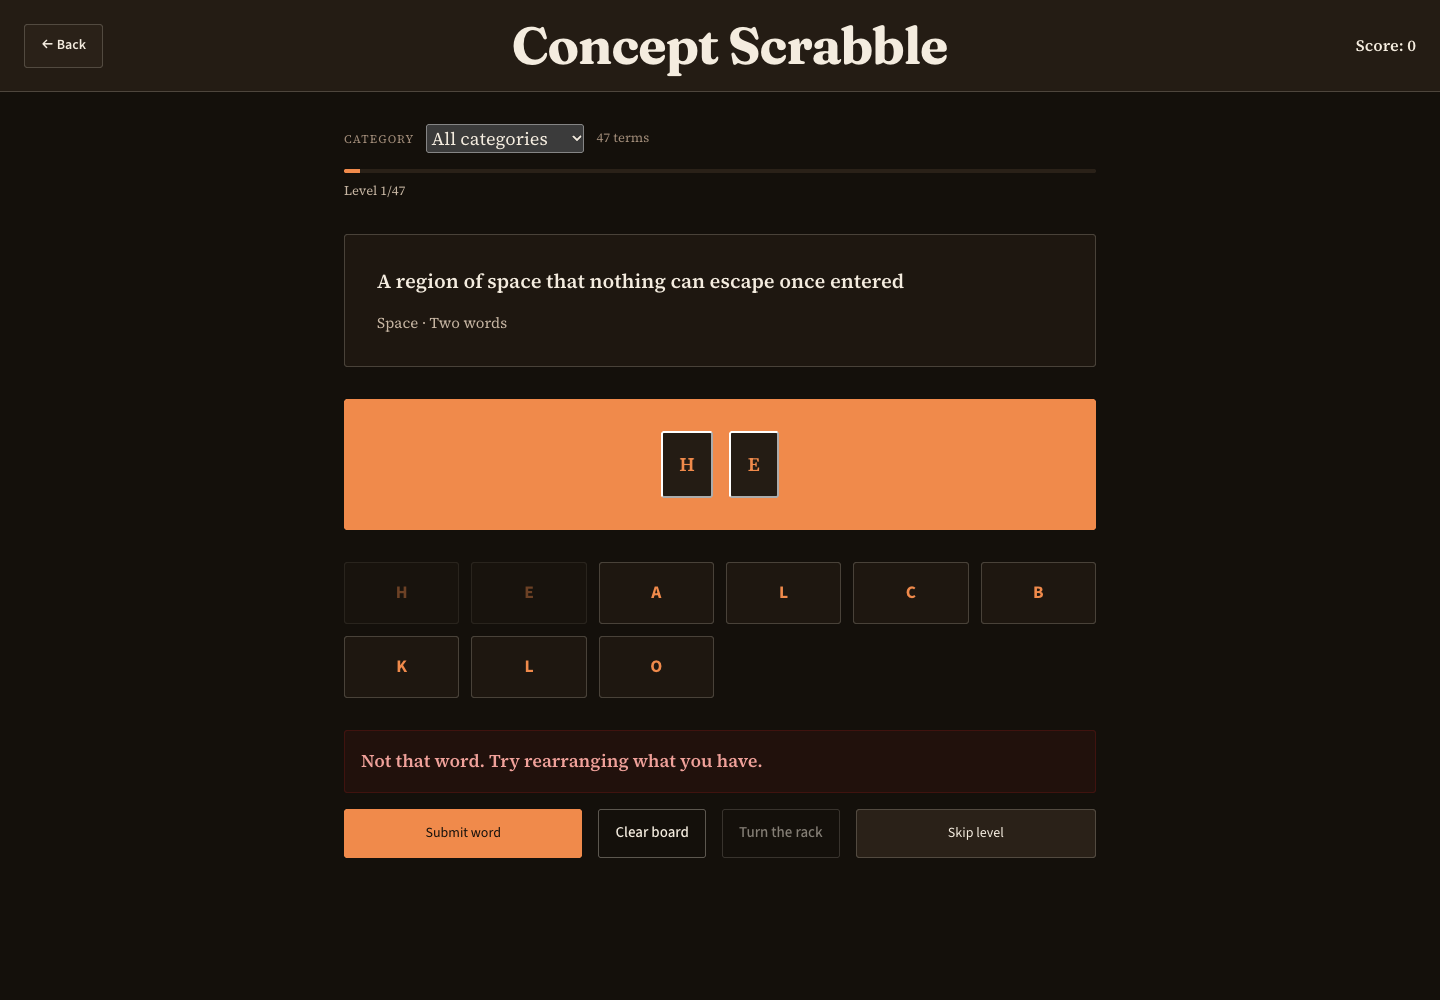 ← Back
Concept Scrabble
Score: 0
CATEGORY All categories 47 terms
Level 1/47
A region of space that nothing can escape once entered
Space · Two words
H E
H E A L C B
K L O
Not that word. Try rearranging what you have.
Submit word Clear board Turn the rack Skip level